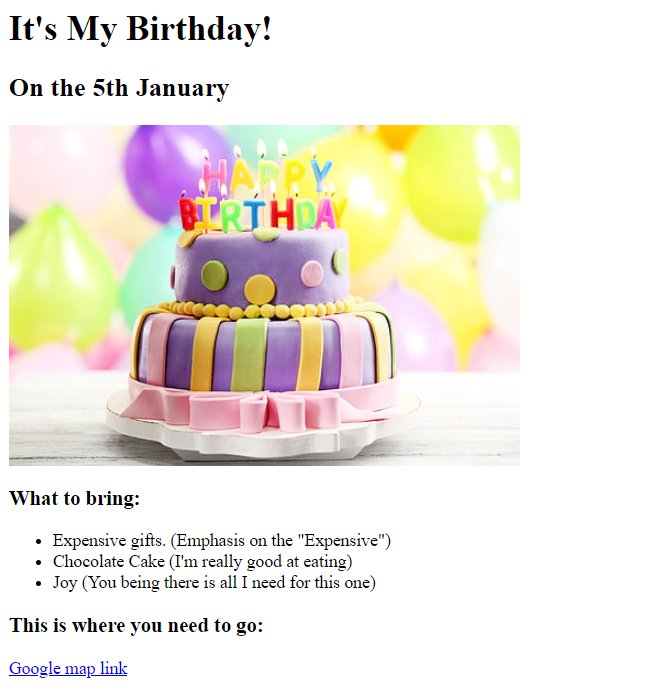 It's My Birthday!
On the 5th January
HAPPY
BIRTHDAY
What to bring:
Expensive gifts. (Emphasis on the "Expensive")
Chocolate Cake (I'm really good at eating)
Joy (You being there is all I need for this one)
This is where you need to go:
Google map link